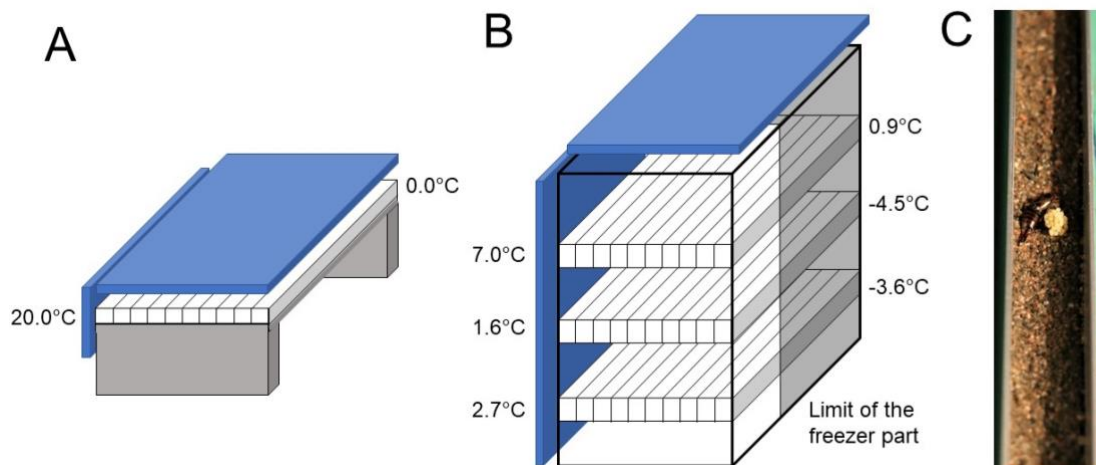 A
0.0°C
20.0°C
B
0.9°C
-4.5°C
-3.6°C
7.0°C
1.6°C
2.7°C
Limit of the
freezer part
C